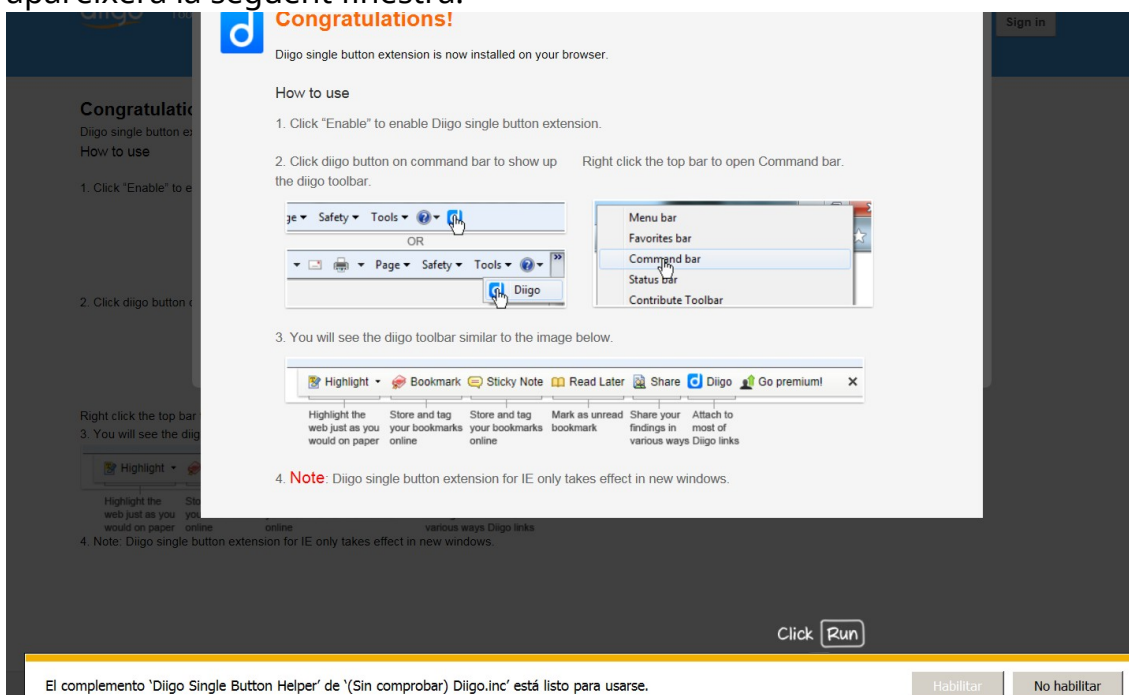 apareixerà la següent finestra:
diigo
Sign in
Congratulations!
Diigo single button extension is now installed on your browser.
How to use
1. Click “Enable” to enable Diigo single button extension.
2. Click diigo button on command bar to show up
the diigo toolbar.
Right click the top bar to open Command bar.
ge Safety Tools
OR
Page Safety Tools »
Diigo
Menu bar
Favorites bar
Command bar
Status bar
Contribute Toolbar
3. You will see the diigo toolbar similar to the image below.
Highlight Bookmark Sticky Note Read Later Share Diigo Go premium! X
Highlight the
web just as you
would on paper
Store and tag
your bookmarks
online
Store and tag
your bookmarks
online
Mark as unread
bookmark
Share your
findings in
various ways
Attach to
most of
Diigo links
4. Note: Diigo single button extension for IE only takes effect in new windows.
Congratulatio
Diigo single button ex
How to use
1. Click “Enable” to e
2. Click diigo button
Right click the top bar
3. You will see the diig
Highlight
Highlight the
web just as you
would on paper
Sto
you
online
online
various ways Diigo links
4. Note: Diigo single button extension for IE only takes effect in new windows.
Click Run
El complemento ‘Diigo Single Button Helper’ de ‘(Sin comprobar) Diigo.inc’ está listo para usarse.
Habilitar
No habilitar